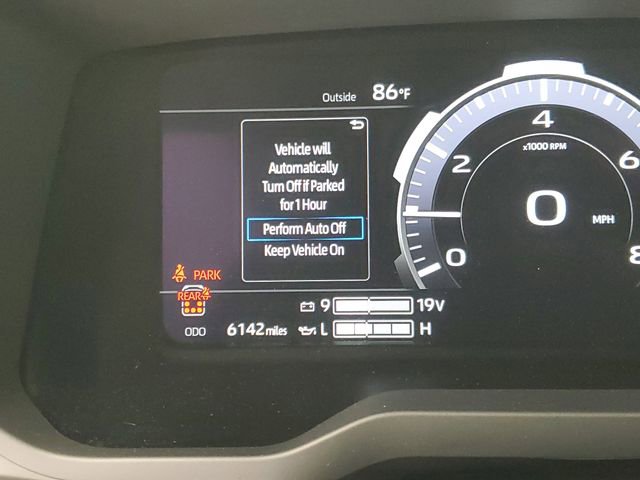 Outside 86°F
Vehicle will
Automatically
Turn Off if Parked
for 1 Hour
Perform Auto Off
Keep Vehicle On
PARK
REAR
9 19V
ODO 6142 miles L H
4
x1000 RPM
2 6
0 MPH
0 8